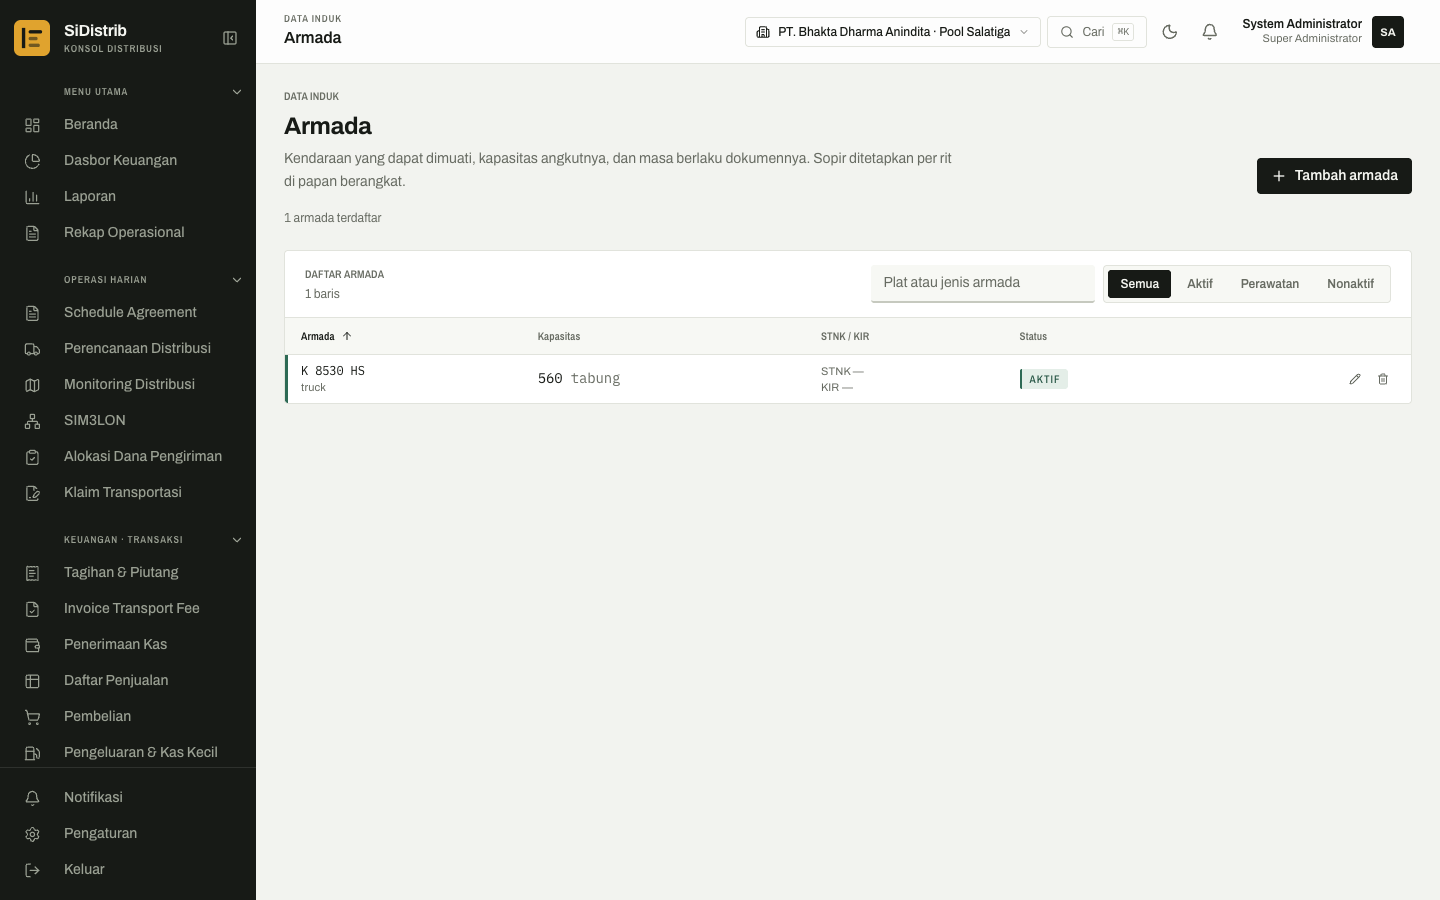 SiDistrib
KONSOL DISTRIBUSI
MENU UTAMA
Beranda
Dasbor Keuangan
Laporan
Rekap Operasional
OPERASI HARIAN
Schedule Agreement
Perencanaan Distribusi
Monitoring Distribusi
SIM3LON
Alokasi Dana Pengiriman
Klaim Transportasi
KEUANGAN · TRANSAKSI
Tagihan & Piutang
Invoice Transport Fee
Penerimaan Kas
Daftar Penjualan
Pembelian
Pengeluaran & Kas Kecil
Notifikasi
Pengaturan
Keluar
DATA INDUK
Armada
PT. Bhakta Dharma Anindita · Pool Salatiga
Cari ⌘K
System Administrator
Super Administrator
SA
DATA INDUK
Armada
Kendaraan yang dapat dimuati, kapasitas angkutnya, dan masa berlaku dokumennya. Sopir ditetapkan per rit
di papan berangkat.
1 armada terdaftar
Tambah armada
DAFTAR ARMADA
1 baris
Plat atau jenis armada
Semua Aktif Perawatan Nonaktif
Armada Kapasitas STNK / KIR Status
K 8530 HS
truck
560 tabung
STNK —
KIR —
AKTIF